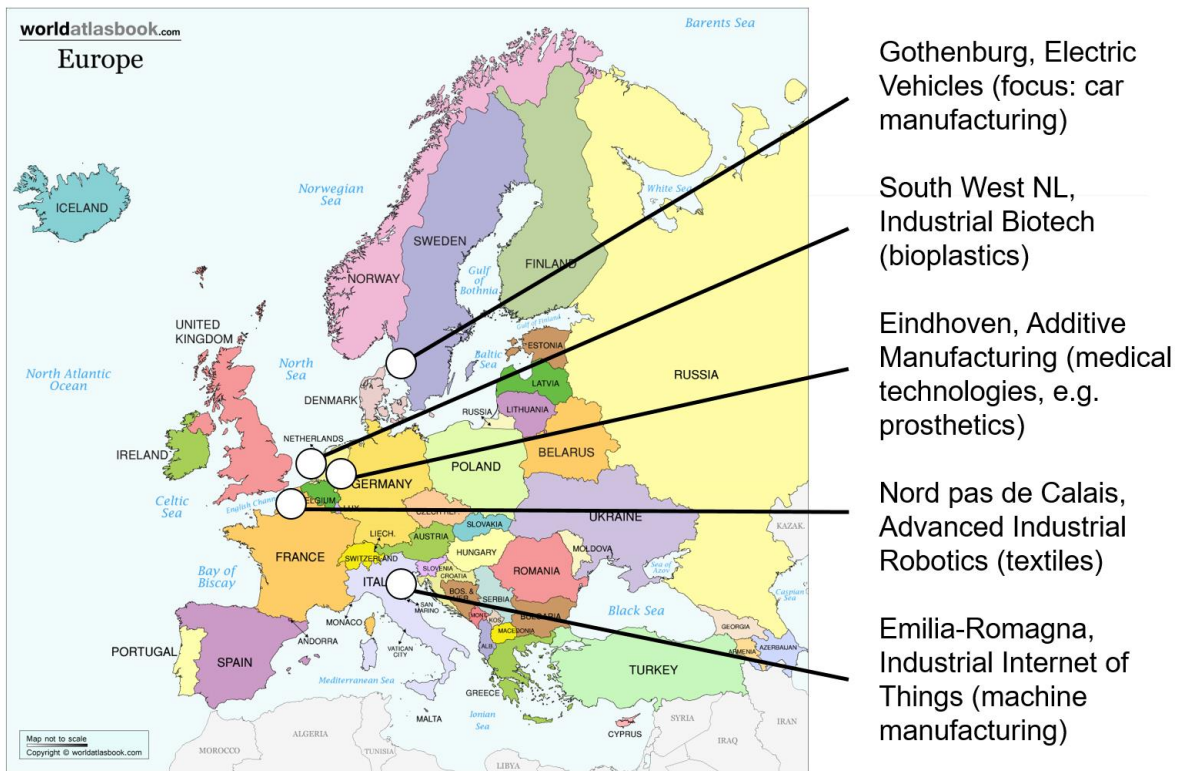 worldatlasbook.com
Europe
Barents Sea
Norwegian
Sea
White Sea
ICELAND
SWEDEN
FINLAND
NORWAY
Gulf
of
Bothnia
Gulf of Finland
UNITED
KINGDOM
North
Sea
Baltic
Sea
ESTONIA
North Atlantic
Ocean
RUSSIA
LATVIA
DENMARK
LITHUANIA
RUSSIA
NETHERLANDS
IRELAND
BELARUS
POLAND
GERMANY
Celtic
Sea
English
LUX.
CZECH REP.
UKRAINE
KAZAK.
SLOVAKIA
LIECH.
AUSTRIA
FRANCE
SWITZERLAND
HUNGARY
MOLDOVA
Bay of
Biscay
SLOVENIA
CROATIA
ROMANIA
Sea of
Azov
Caspian
Sea
BOS. &
SERBIA
SAN
MARINO
MONT.
KOS.
Black Sea
MONACO
MACEDONIA
GEORGIA
ANDORRA
VATICAN
CITY
ALB.
ARMENIA
AZERBAIJAN
PORTUGAL
SPAIN
TURKEY
Mediterranean Sea
GREECE
MALTA
Ionian
Sea
CYPRUS
SYRIA
IRAN
IRAQ
MOROCCO
ALGERIA
TUNISIA
LIBYA
Map not to scale
Copyright © worldatlasbook.com
Gothenburg, Electric
Vehicles (focus: car
manufacturing)
South West NL,
Industrial Biotech
(bioplastics)
Eindhoven, Additive
Manufacturing (medical
technologies, e.g.
prosthetics)
Nord pas de Calais,
Advanced Industrial
Robotics (textiles)
Emilia-Romagna,
Industrial Internet of
Things (machine
manufacturing)